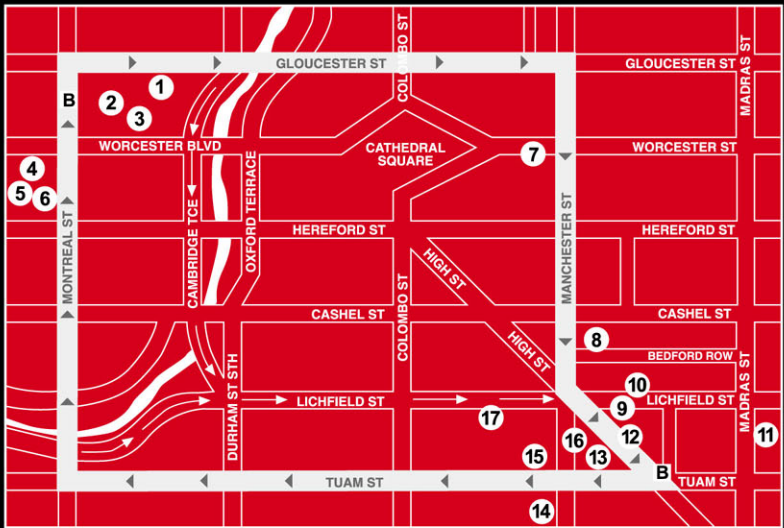 COLOMBO ST
MADRAS ST
GLOUCESTER ST
GLOUCESTER ST
B
1
2
3
WORCESTER BLVD
CATHEDRAL
SQUARE
7
WORCESTER ST
4
5
6
MONTREAL ST
CAMBRIDGE TCE
OXFORD TERRACE
HEREFORD ST
MANCHESTER ST
HEREFORD ST
HIGH ST
CASHEL ST
COLOMBO ST
HIGH ST
CASHEL ST
8
BEDFORD ROW
MADRAS ST
DURHAM ST STH
LICHFIELD ST
10
LICHFIELD ST
9
17
16
12
11
15
13
B
TUAM ST
TUAM ST
14